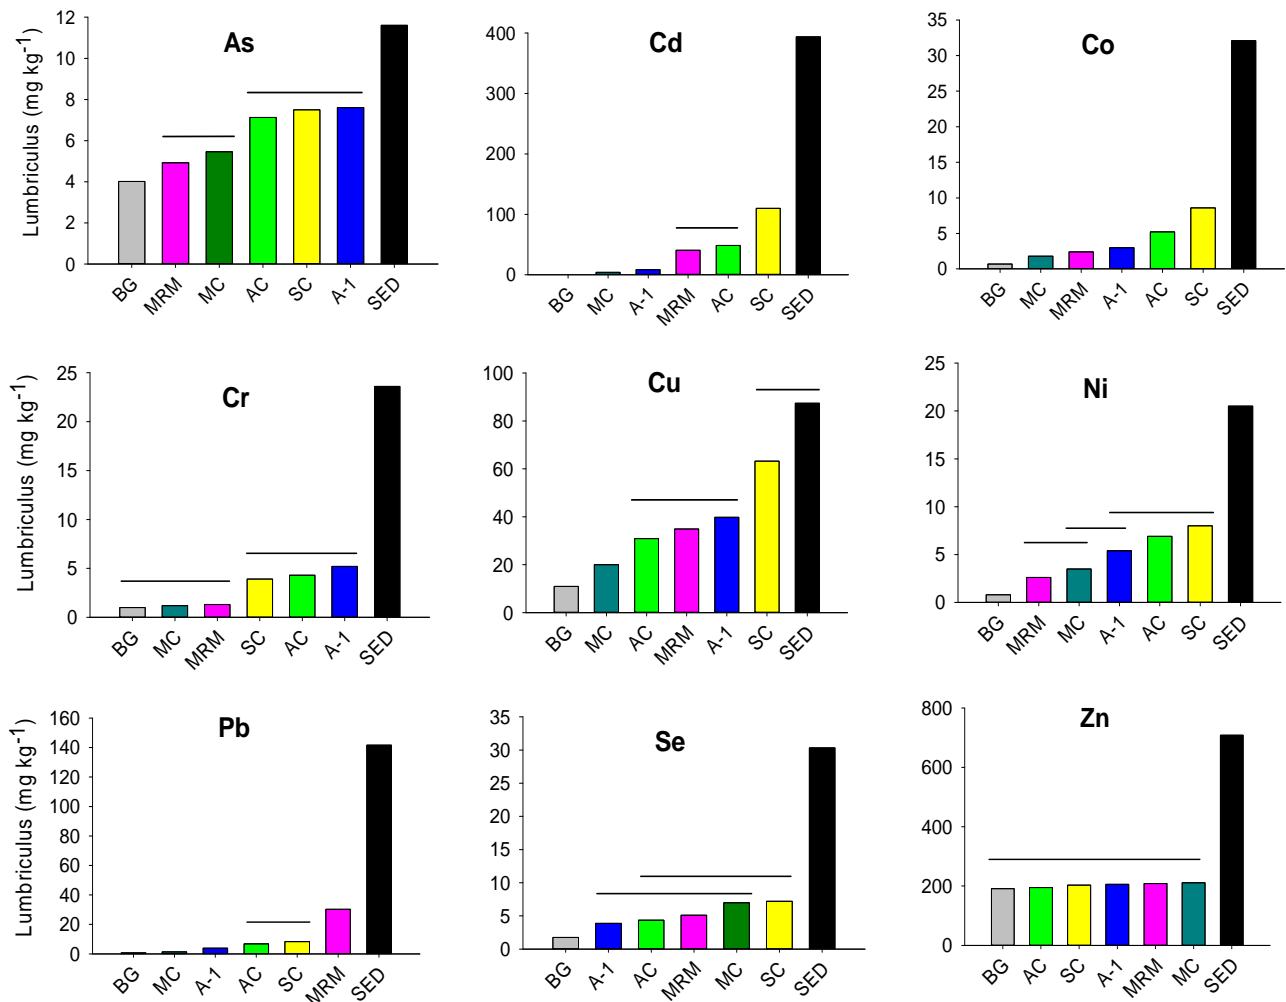 As
Lumbriculus (mg kg-1)
12
10
8
6
4
2
0
BG MRM MC AC SC A-1 SED
Cd
400
300
200
100
0
BG MC A-1 MRM AC SC SED
Co
35
30
25
20
15
10
5
0
BG MC MRM A-1 AC SC SED
Cr
Lumbriculus (mg kg-1)
25
20
15
10
5
0
BG MC MRM SC AC A-1 SED
Cu
100
80
60
40
20
0
BG MC AC MRM A-1 SC SED
Ni
25
20
15
10
5
0
BG MRM MC A-1 AC SC SED
Pb
Lumbriculus (mg kg-1)
160
140
120
100
80
60
40
20
0
BG MC A-1 AC SC MRM SED
Se
35
30
25
20
15
10
5
0
BG A-1 AC MRM MC SC SED
Zn
800
600
400
200
0
BG AC SC A-1 MRM MC SED